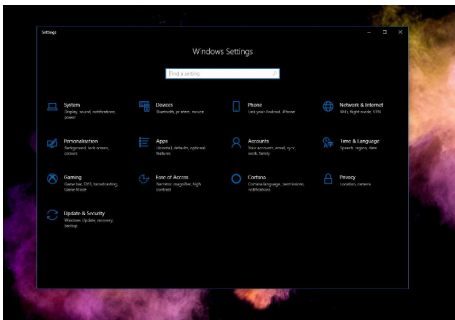 Settings
Windows Settings
Find a setting
System
Display, sound, notifications,
power
Devices
Bluetooth, printers, mouse
Phone
Link your Android, iPhone
Network & Internet
Wi-Fi, flight mode, VPN
Personalisation
Background, lock screen,
colours
Apps
Uninstall, defaults, optional
features
Accounts
Your accounts, email, sync,
work, family
Time & Language
Speech, region, date
Gaming
Game bar, DVR, broadcasting,
Game Mode
Ease of Access
Narrator, magnifier, high
contrast
Cortana
Cortana language, permissions,
notifications
Privacy
Location, camera
Update & Security
Windows Update, recovery,
backup